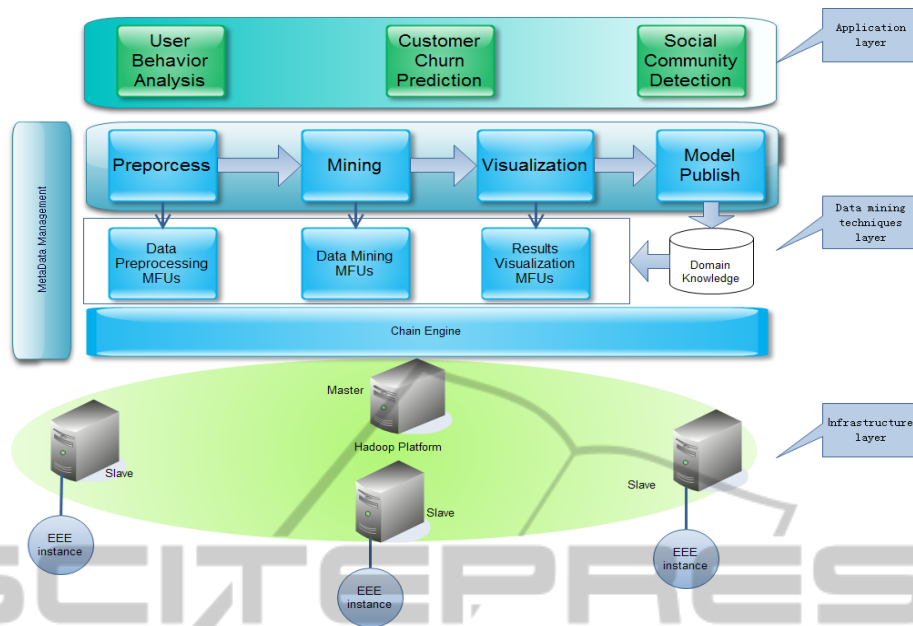 User
Behavior
Analysis
Customer
Churn
Prediction
Social
Community
Detection
Application
layer
MetaData Management
Preporcess
Mining
Visualization
Model
Publish
Data mining
techniques
layer
Data
Preprocessing
MFUs
Data Mining
MFUs
Results
Visualization
MFUs
Domain
Knowledge
Chain Engine
Master
Hadoop Platform
Slave
Slave
Slave
Infrastructure
layer
EEE
instance
EEE
instance
EEE
instance
SCITEPRESS